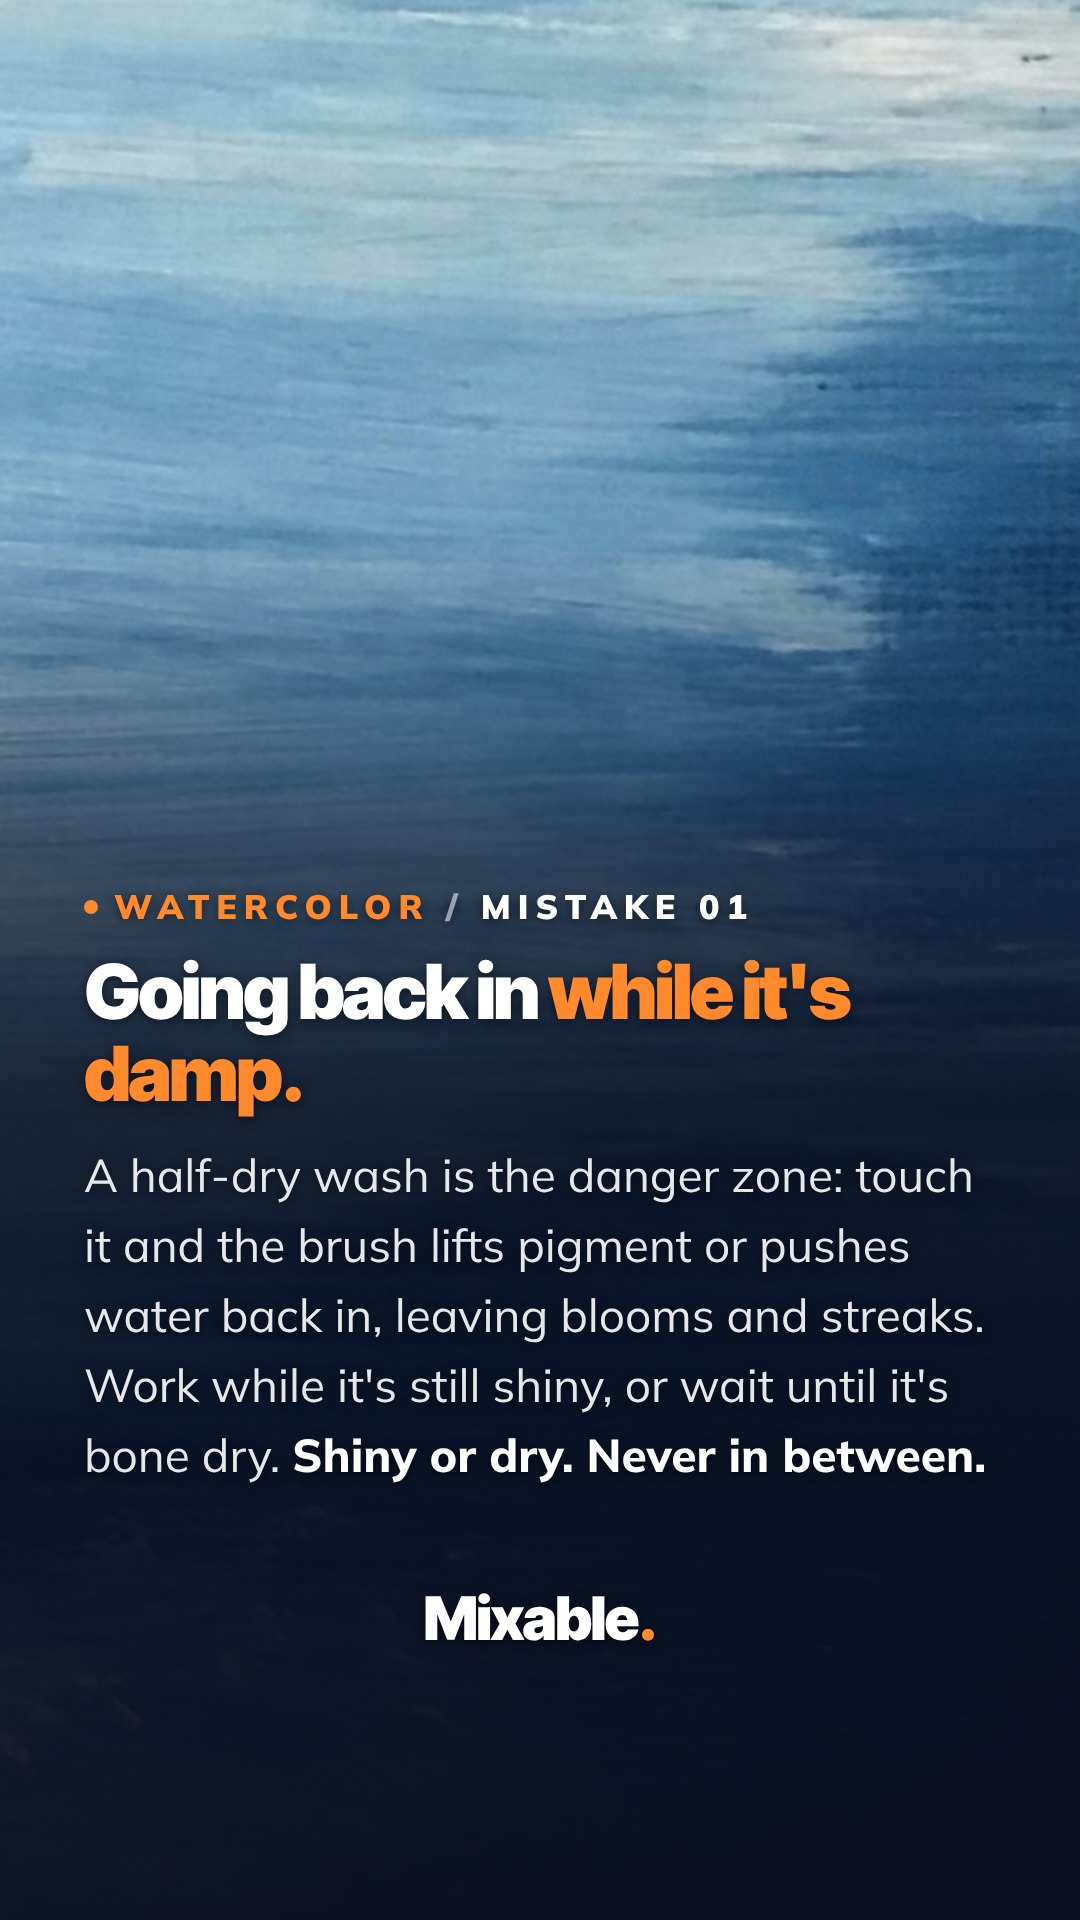 • WATERCOLOR / MISTAKE 01
Going back in while it's
damp.
A half-dry wash is the danger zone: touch
it and the brush lifts pigment or pushes
water back in, leaving blooms and streaks.
Work while it's still shiny, or wait until it's
bone dry. Shiny or dry. Never in between.
Mixable.